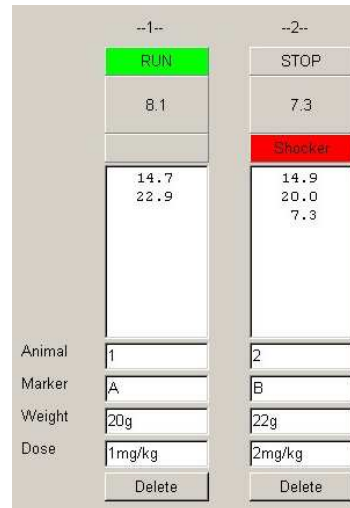 --1-- --2--
RUN STOP
8.1 7.3
Shocker
14.7 14.9
22.9 20.0
7.3
Animal 1 2
Marker A B
Weight 20g 22g
Dose 1mg/kg 2mg/kg
Delete Delete